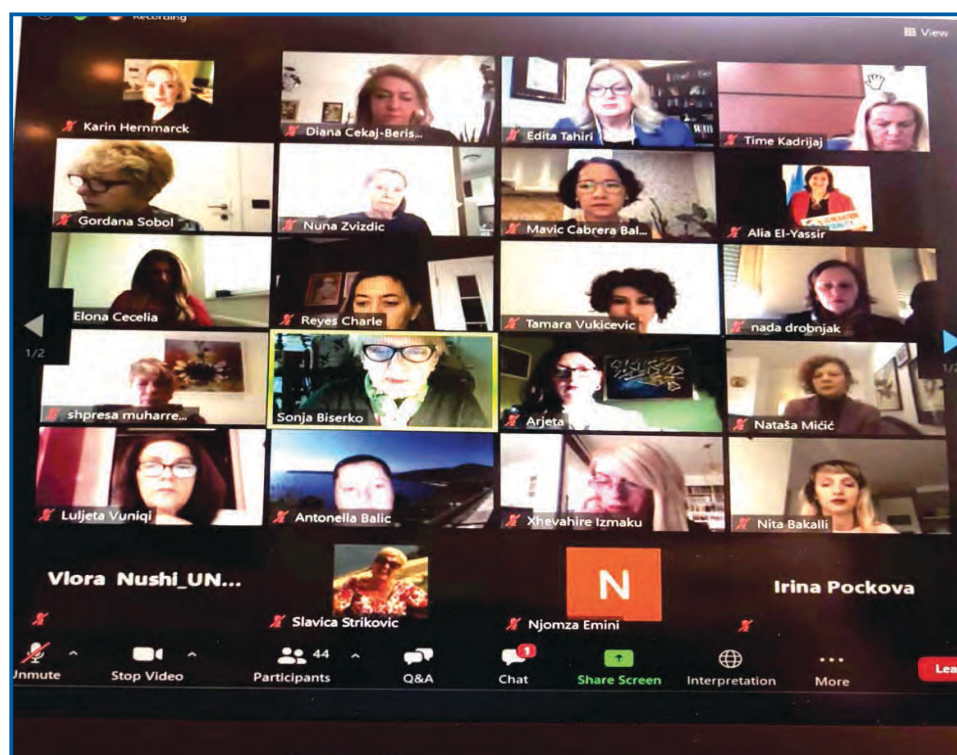 Recording
View
Karin Hernmarck
Diana Cekaj-Beris...
Edita Tahiri
Time Kadrijaj
Gordana Sobol
Nuna Zvizdic
Mavic Cabrera Bal...
Alia El-Yassir
Elona Cecelia
Reyes Charle
Tamara Vukicevic
nada drobnjak
1/2
shpresa muharre...
Sonja Biserko
Arjeta
Nataša Mićić
Luljeta Vuniqi
Antonella Balic
Xhevahire Izmaku
Nita Bakalli
Vlora Nushi_UN...
N
Irina Pockova
Slavica Strikovic
Njomza Emini
44
1
Unmute
Stop Video
Participants
Q&A
Chat
Share Screen
Interpretation
More
Lea